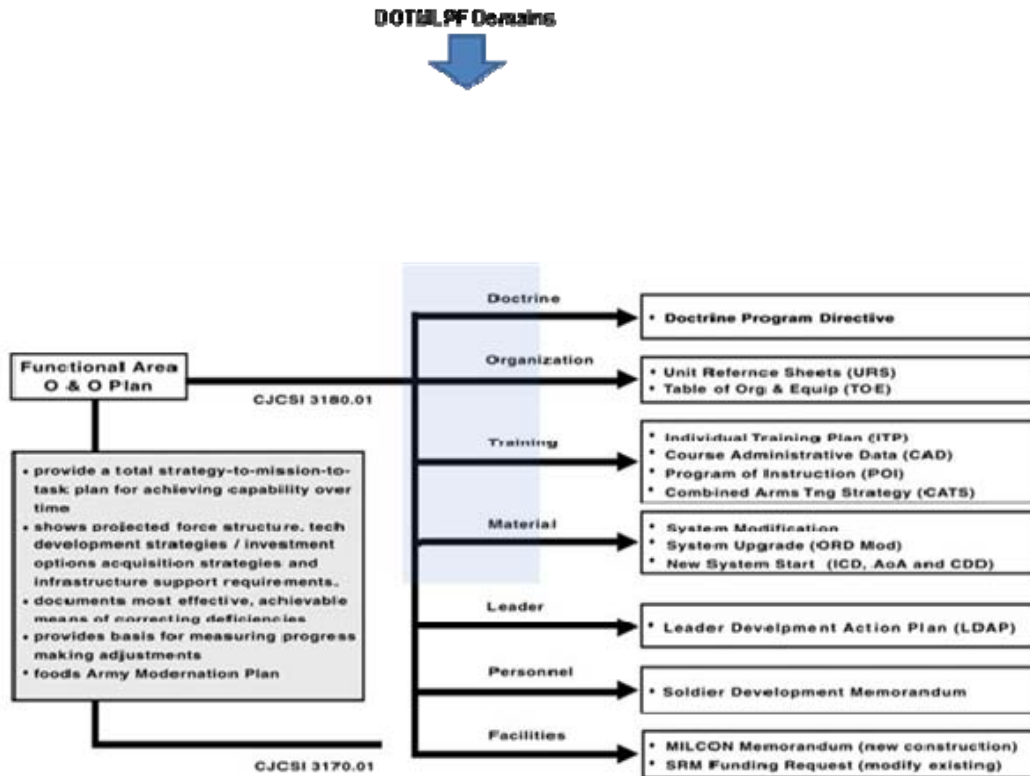 DOTMLPF Domains
Doctrine
• Doctrine Program Directive
Functional Area
O & O Plan
CJCSI 3180.01
Organization
• Unit Refernce Sheets (URS)
• Table of Org & Equip (TOE)
Training
• Individual Training Plan (ITP)
• Course Administrative Data (CAD)
• Program of Instruction (POI)
• Combined Arms Tng Strategy (CATS)
• provide a total strategy-to-mission-to-
task plan for achieving capability over
time
• shows projected force structure, tech
development strategies / investment
options acquisition strategies and
infrastructure support requirements.
• documents most effective, achievable
means of correcting deficiencies
• provides basis for measuring progress
making adjustments
• foods Army Modernation Plan
Material
• System Modification
• System Upgrade (ORD Mod)
• New System Start (ICD, AoA and CDD)
Leader
• Leader Develpment Action Plan (LDAP)
Personnel
• Soldier Development Memorandum
Facilities
• MILCON Memorandum (new construction)
• SRM Funding Request (modify existing)
CJCSI 3170.01